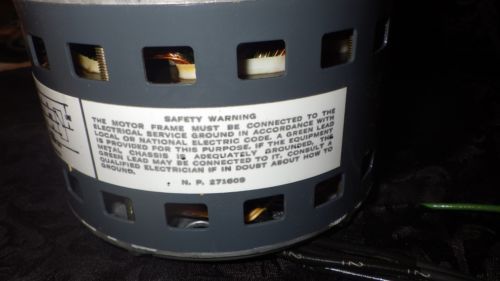 SAFETY WARNING
THE MOTOR FRAME MUST BE CONNECTED TO THE
ELECTRICAL SERVICE GROUND IN ACCORDANCE WITH
LOCAL OR NATIONAL ELECTRIC CODE. A GREEN LEAD
IS PROVIDED FOR THIS PURPOSE. IF THE EQUIPMENT
METAL CHASSIS IS ADEQUATELY GROUNDED, THE
GREEN LEAD MAY BE CONNECTED TO IT. CONSULT A
QUALIFIED ELECTRICIAN IF IN DOUBT ABOUT HOW TO
GROUND.
N. P. 271609
2 2